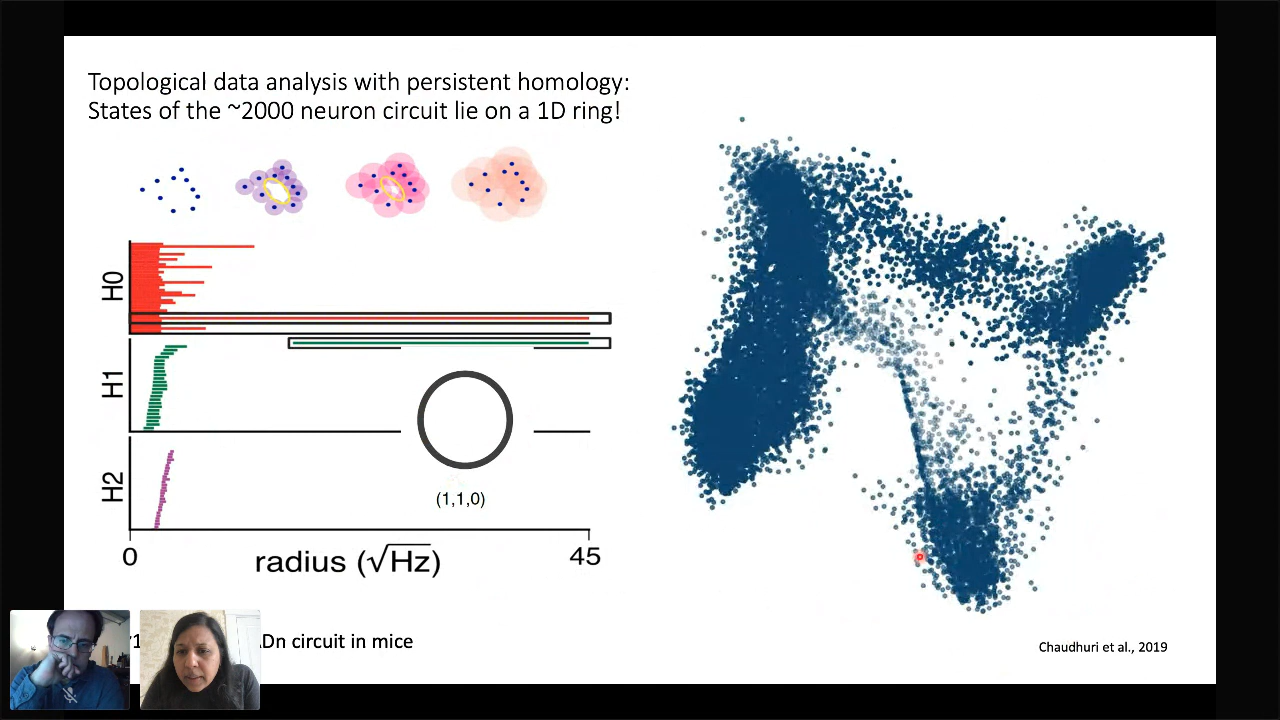 Topological data analysis with persistent homology:
States of the ~2000 neuron circuit lie on a 1D ring!
H0
H1
H2
(1,1,0)
0
45
radius (√Hz)
circuit in mice
Chaudhuri et al., 2019